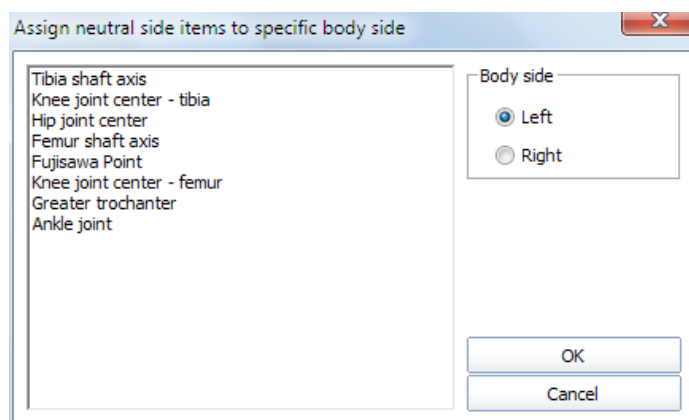 Assign neutral side items to specific body side
Tibia shaft axis
Knee joint center - tibia
Hip joint center
Femur shaft axis
Fujisawa Point
Knee joint center - femur
Greater trochanter
Ankle joint
Body side
Left
Right
OK
Cancel